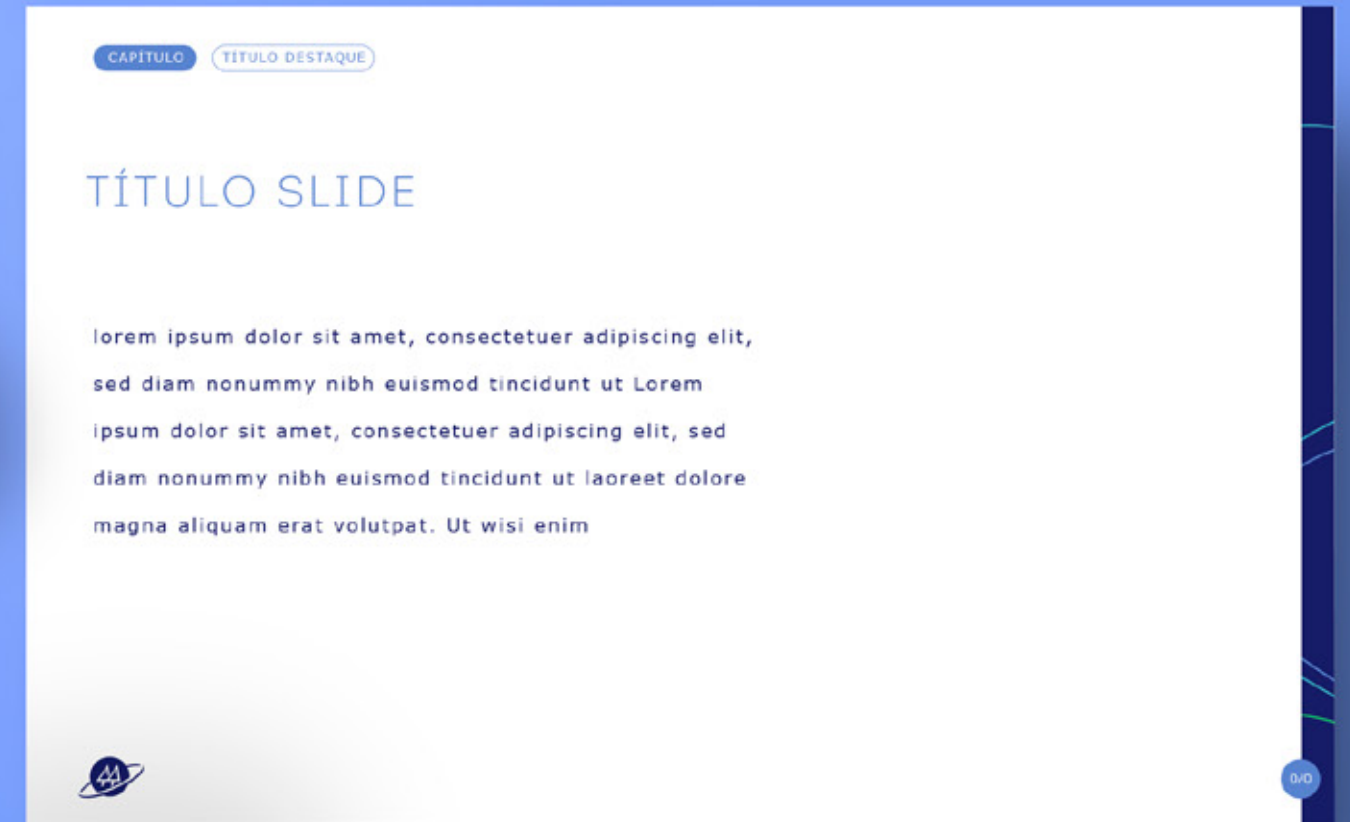 CAPÍTULO
TÍTULO DESTAQUE
TÍTULO SLIDE
lorem ipsum dolor sit amet, consectetuer adipiscing elit,
sed diam nonummy nibh euismod tincidunt ut Lorem
ipsum dolor sit amet, consectetuer adipiscing elit, sed
diam nonummy nibh euismod tincidunt ut laoreet dolore
magna aliquam erat volutpat. Ut wisi enim
0/0